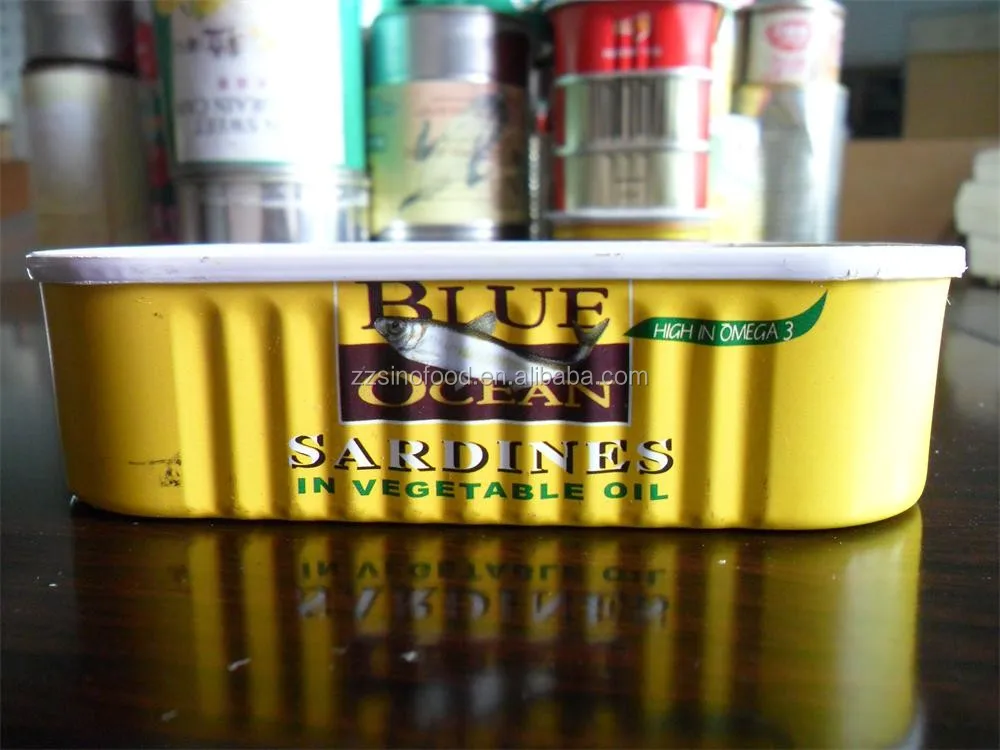 BLUE
OCEAN
HIGH IN OMEGA 3
zzsinofood.en.alibaba.com
SARDINES
IN VEGETABLE OIL